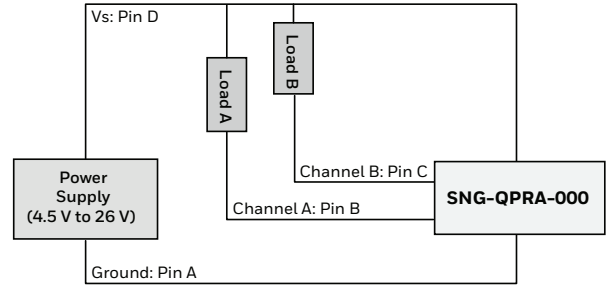 Vs: Pin D
Load A
Load B
Channel B: Pin C
Power
Supply
(4.5 V to 26 V)
SNG-QPRA-000
Channel A: Pin B
Ground: Pin A